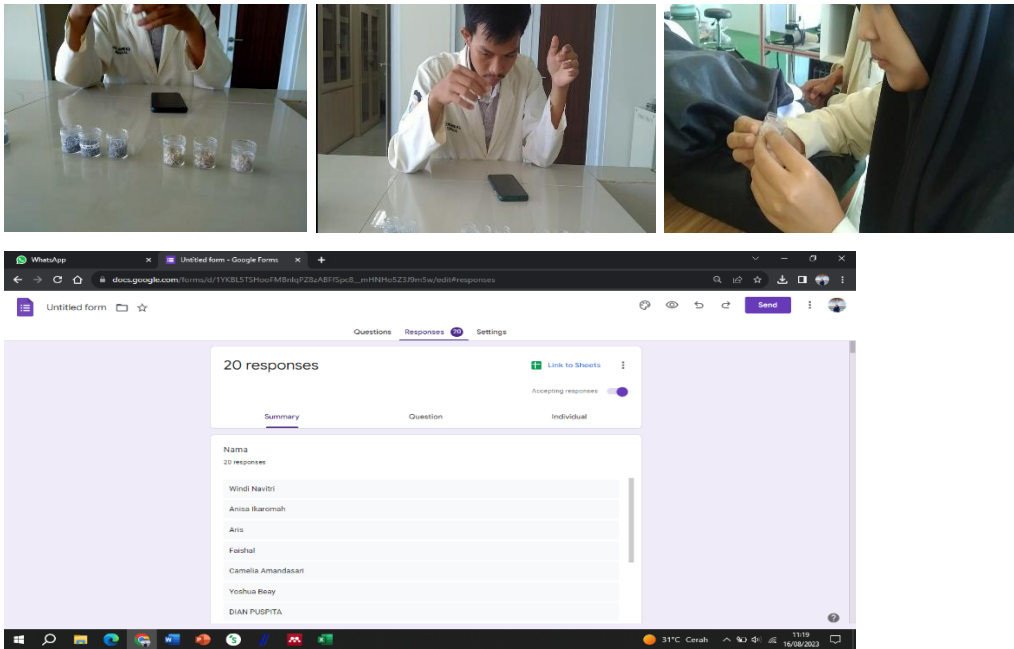 WhatsApp
Untitled form - Google Forms
Untitled form
Send
Questions
Responses 20
Settings
20 responses
Link to Sheets
Accepting responses
Summary
Question
Individual
Nama
20 responses
Windi Navitri
Anisa Ikaromah
Aris
Faishal
Camelia Amandasari
Yoshua Beay
DIAN PUSPITA
31°C Cerah
11:19
16/08/2023